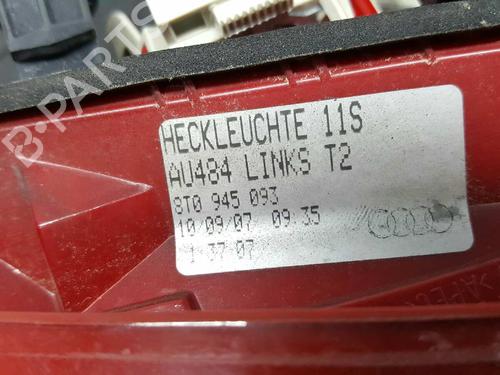 B-PARTS
HECKLEUCHTE 11S
AU484 LINKS T2
8T0 945 093
10 09 07 09.35
1 37 07